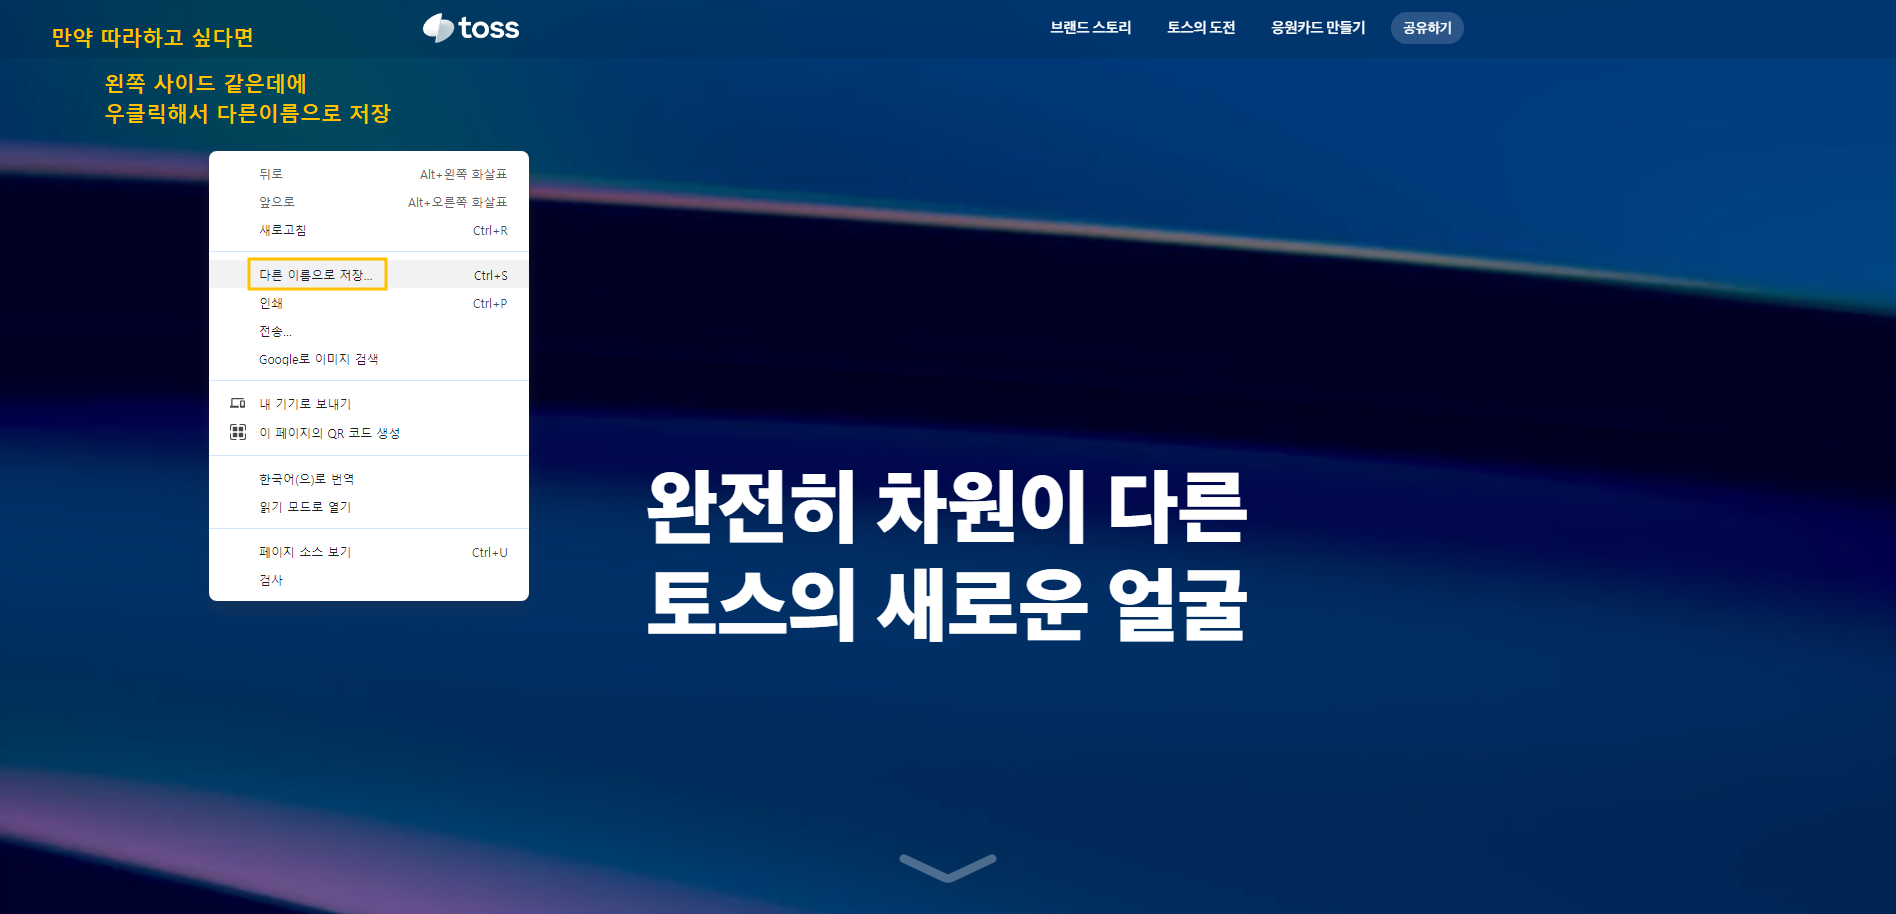 만약 따라하고 싶다면
왼쪽 사이드 같은데에
우클릭해서 다른이름으로 저장
toss
브랜드 스토리
토스의 도전
응원카드 만들기
공유하기
뒤로 Alt+왼쪽 화살표
앞으로 Alt+오른쪽 화살표
새로고침 Ctrl+R
다른 이름으로 저장... Ctrl+S
인쇄 Ctrl+P
전송...
Google로 이미지 검색
내 기기로 보내기
이 페이지의 QR 코드 생성
한국어(으)로 번역
읽기 모드로 열기
페이지 소스 보기 Ctrl+U
검사
완전히 차원이 다른
토스의 새로운 얼굴